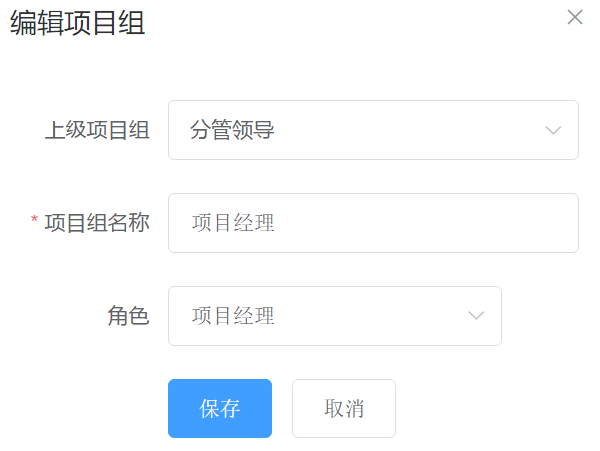 编辑项目组
上级项目组 分管领导
* 项目组名称 项目经理
角色 项目经理
保存 取消